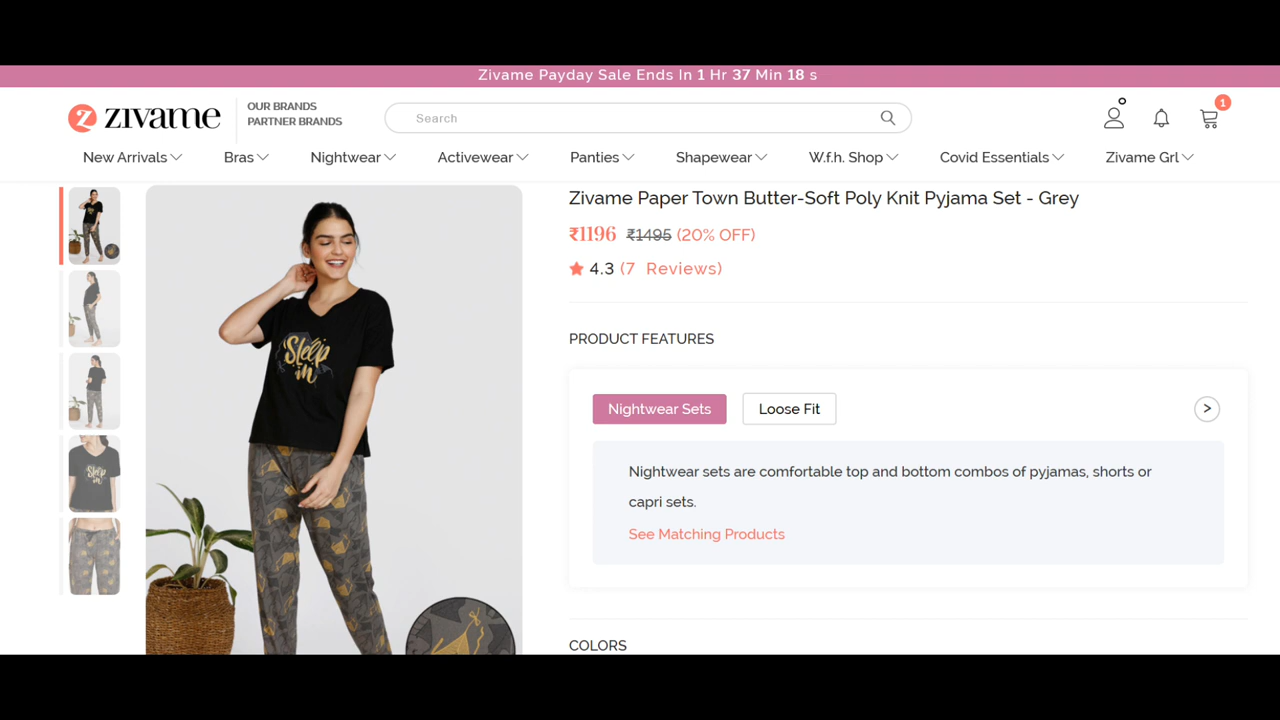 Zivame Payday Sale Ends In 1 Hr 37 Min 18 s
zivame
OUR BRANDS
PARTNER BRANDS
Search
1
New Arrivals
Bras
Nightwear
Activewear
Panties
Shapewear
W.f.h. Shop
Covid Essentials
Zivame Grl
Zivame Paper Town Butter-Soft Poly Knit Pyjama Set - Grey
₹1196 ₹1495 (20% OFF)
4.3 (7 Reviews)
PRODUCT FEATURES
Nightwear Sets
Loose Fit
>
Nightwear sets are comfortable top and bottom combos of pyjamas, shorts or
capri sets.
See Matching Products
COLORS
Sleep
in